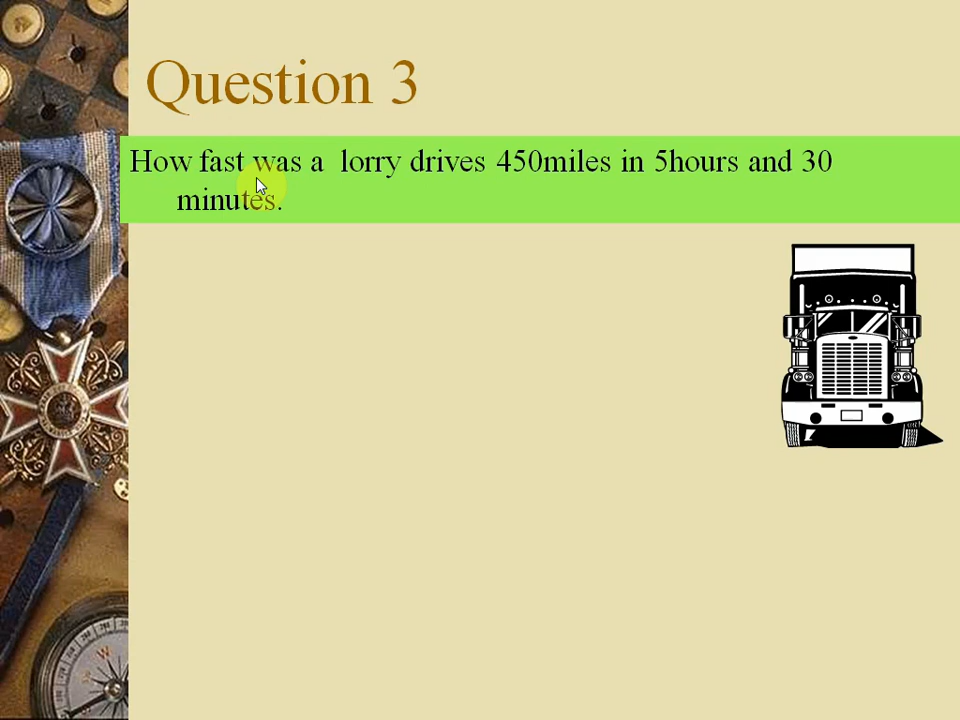 Question 3
How fast was a lorry drives 450miles in 5hours and 30
minutes.
W